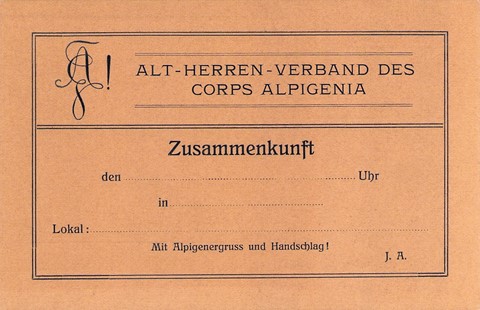 A!
ALT-HERREN-VERBAND DES
CORPS ALPIGENIA
Zusammenkunft
den ........................ Uhr
in ........................
Lokal: ........................
Mit Alpigenergruss und Handschlag!
J. A.